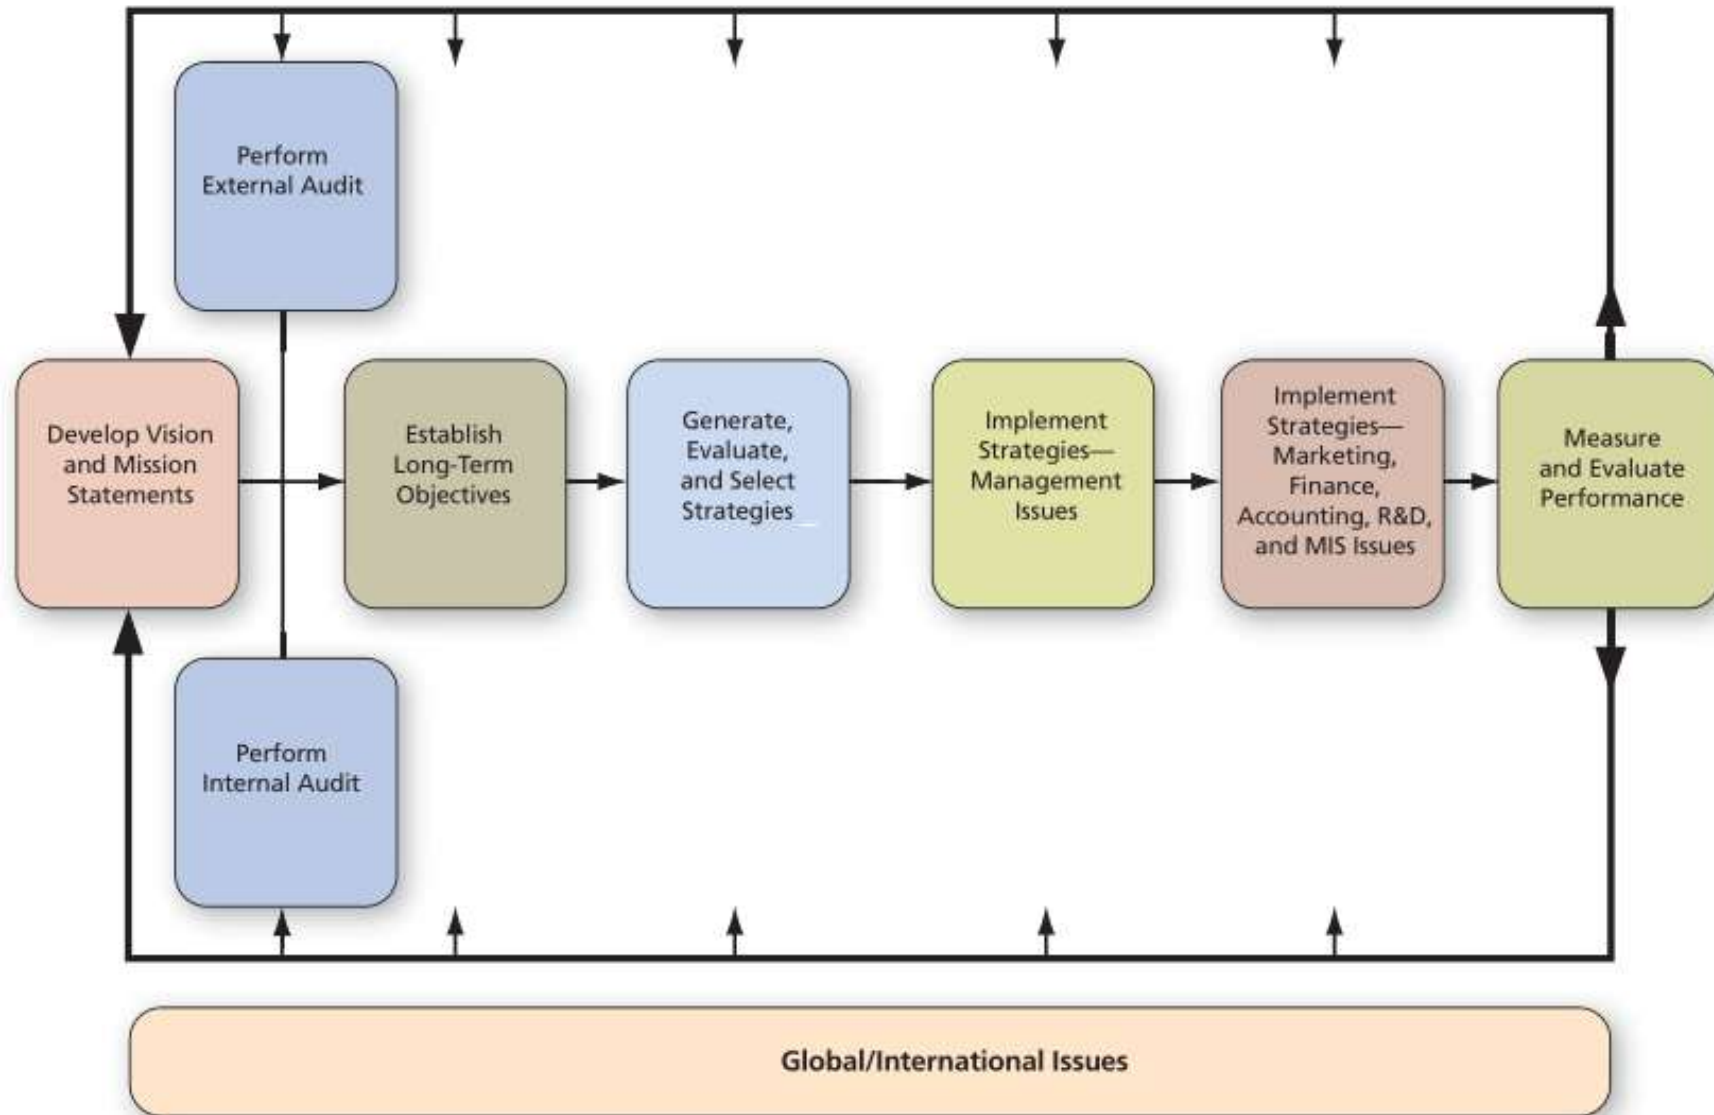 Perform
External Audit
Develop Vision
and Mission
Statements
Establish
Long-Term
Objectives
Generate,
Evaluate,
and Select
Strategies
Implement
Strategies—
Management
Issues
Implement
Strategies—
Marketing,
Finance,
Accounting, R&D,
and MIS Issues
Measure
and Evaluate
Performance
Perform
Internal Audit
Global/International Issues